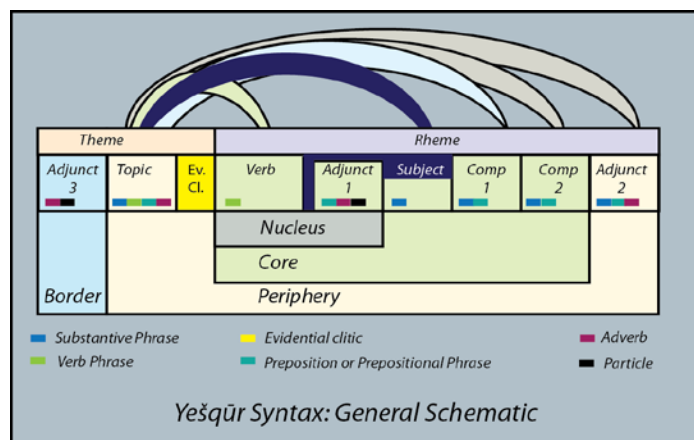 Theme Rheme
Adjunct 3 Topic Ev. Cl. Verb Adjunct 1 Subject Comp 1 Comp 2 Adjunct 2
Nucleus
Core
Border Periphery
Substantive Phrase Evidential clitic Adverb
Verb Phrase Preposition or Prepositional Phrase Particle
Yešqūr Syntax: General Schematic